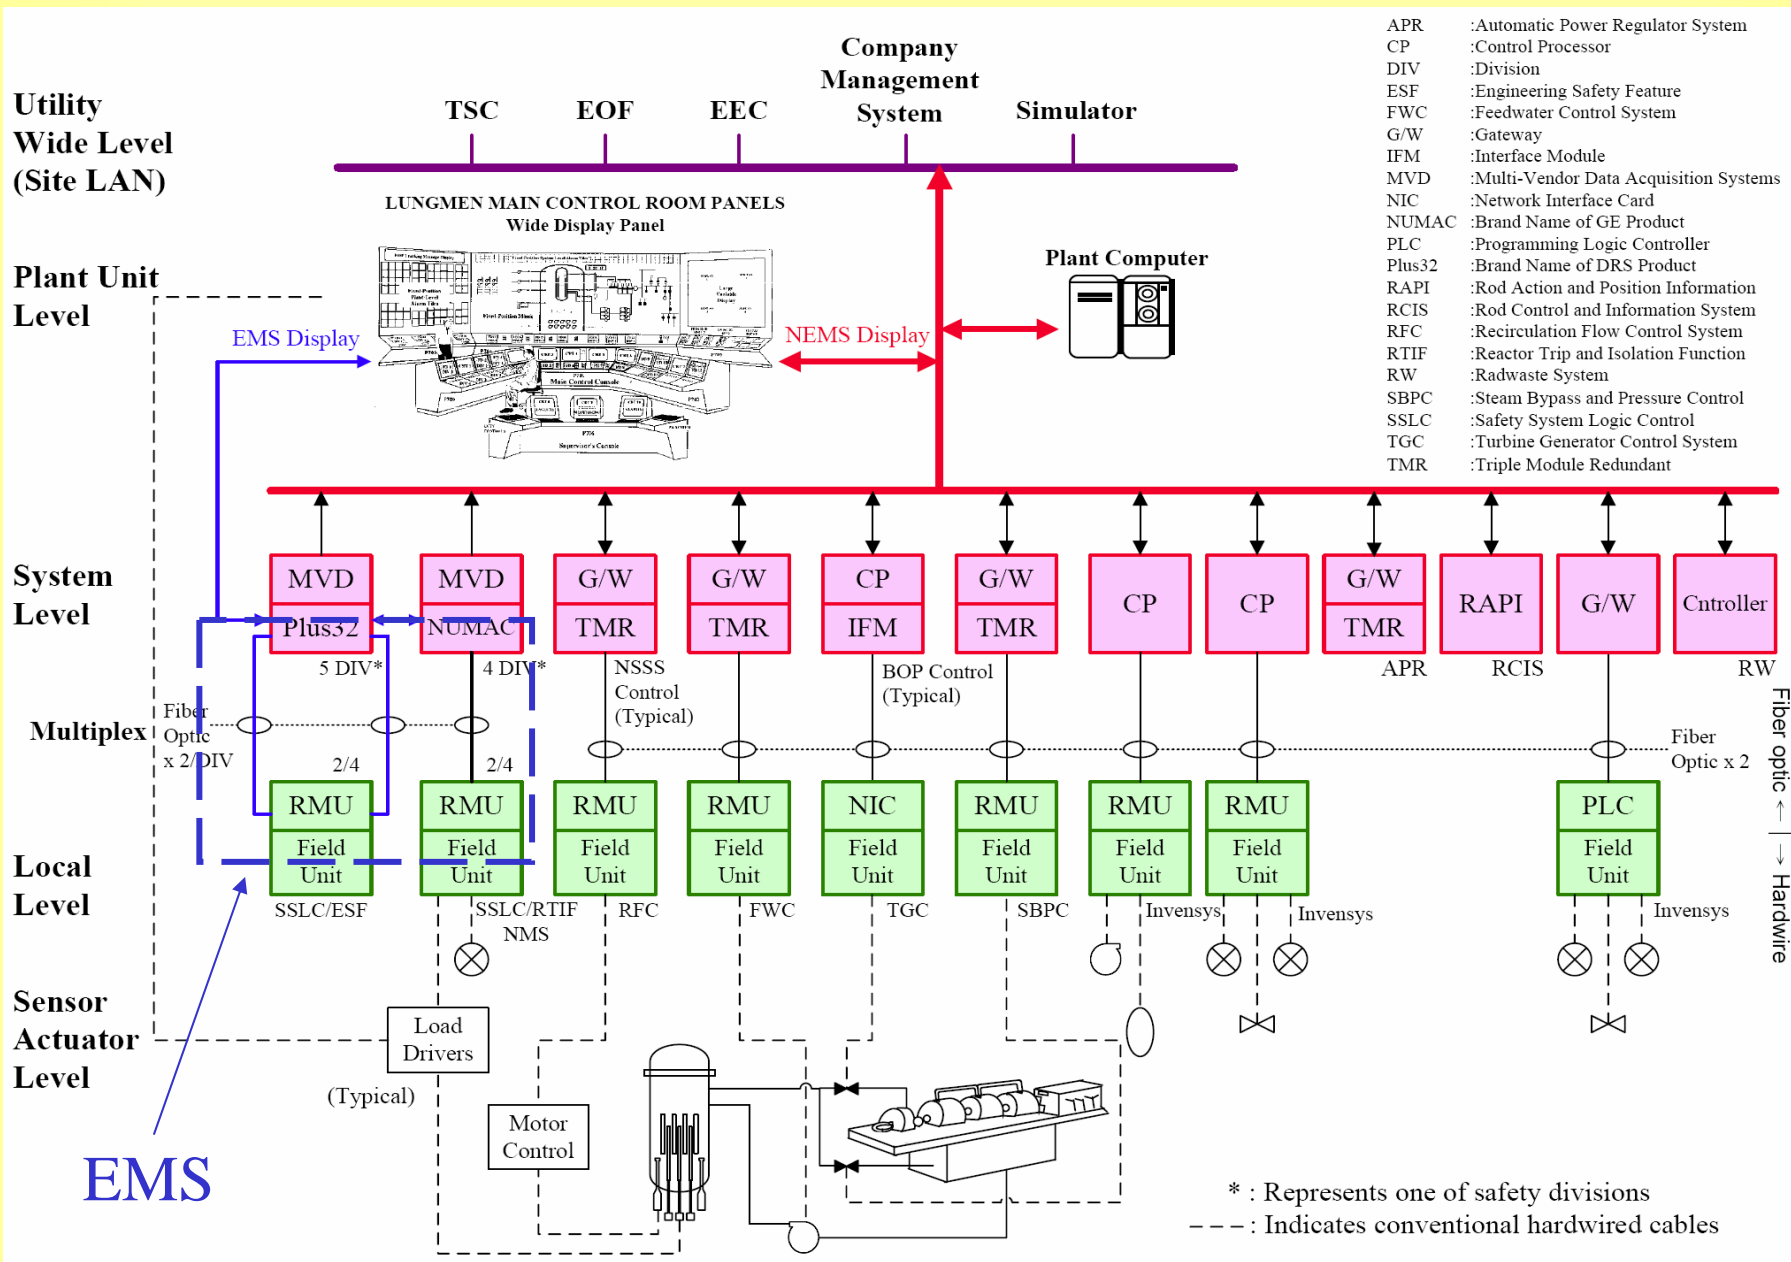 APR :Automatic Power Regulator System
CP :Control Processor
DIV :Division
ESF :Engineering Safety Feature
FWC :Feedwater Control System
G/W :Gateway
IFM :Interface Module
MVD :Multi-Vendor Data Acquisition Systems
NIC :Network Interface Card
NUMAC :Brand Name of GE Product
PLC :Programming Logic Controller
Plus32 :Brand Name of DRS Product
RAPI :Rod Action and Position Information
RCIS :Rod Control and Information System
RFC :Recirculation Flow Control System
RTIF :Reactor Trip and Isolation Function
RW :Radwaste System
SBPC :Steam Bypass and Pressure Control
SSLC :Safety System Logic Control
TGC :Turbine Generator Control System
TMR :Triple Module Redundant
Utility
Wide Level
(Site LAN)
TSC
EOF
EEC
Company
Management
System
Simulator
LUNGMEN MAIN CONTROL ROOM PANELS
Wide Display Panel
Plant Unit
Level
EMS Display
Main Control Console
Supervisor's Console
NEMS Display
Plant Computer
System
Level
MVD
Plus32
5 DIV*
MVD
NUMAC
4 DIV*
G/W
TMR
NSSS
Control
(Typical)
G/W
TMR
CP
IFM
BOP Control
(Typical)
G/W
TMR
CP
CP
G/W
TMR
APR
RAPI
RCIS
G/W
Cntroller
RW
Multiplex
Fiber
Optic
x 2/DIV
2/4
2/4
Fiber
Optic x 2
Fiber optic ← | → Hardwire
Local
Level
RMU
Field
Unit
SSLC/ESF
RMU
Field
Unit
SSLC/RTIF
NMS
RMU
Field
Unit
RFC
RMU
Field
Unit
FWC
NIC
Field
Unit
TGC
RMU
Field
Unit
SBPC
RMU
Field
Unit
Invensys
RMU
Field
Unit
Invensys
PLC
Field
Unit
Invensys
Sensor
Actuator
Level
Load
Drivers
(Typical)
Motor
Control
EMS
* : Represents one of safety divisions
– – – : Indicates conventional hardwired cables